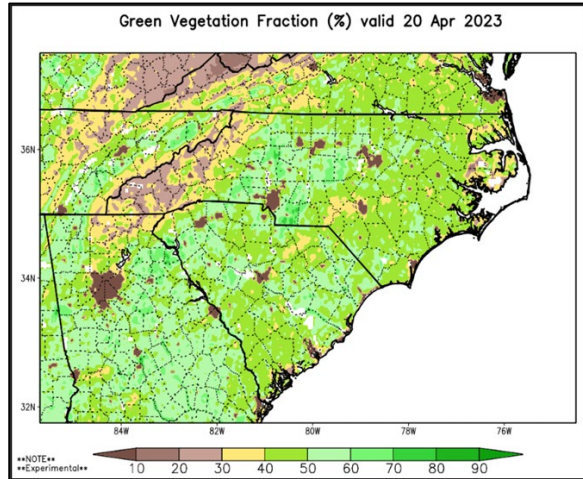 Green Vegetation Fraction (%) valid 20 Apr 2023
36N
34N
32N
84W
82W
80W
78W
76W
**NOTE**
**Experimental**
10 20 30 40 50 60 70 80 90